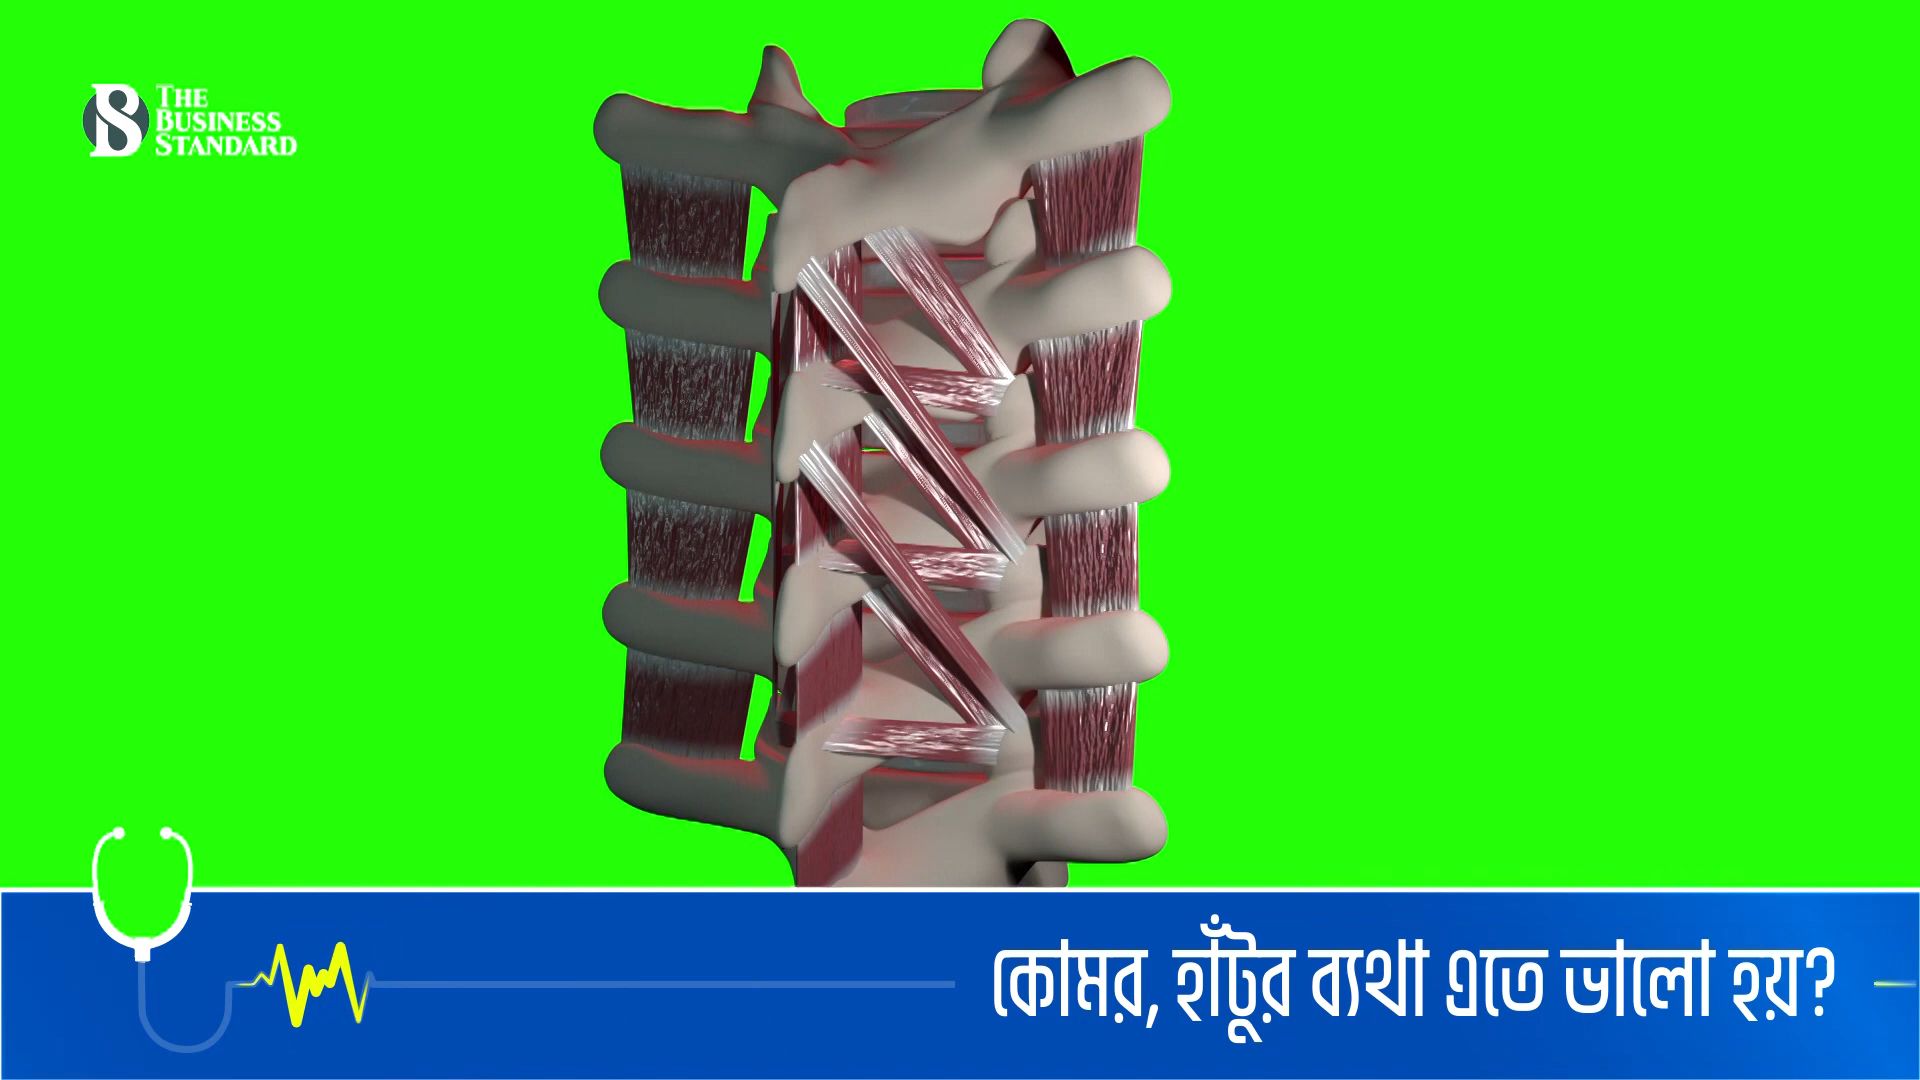 THE
BUSINESS
STANDARD
কোমর, হাঁটুর ব্যথা এতে ভালো হয়?